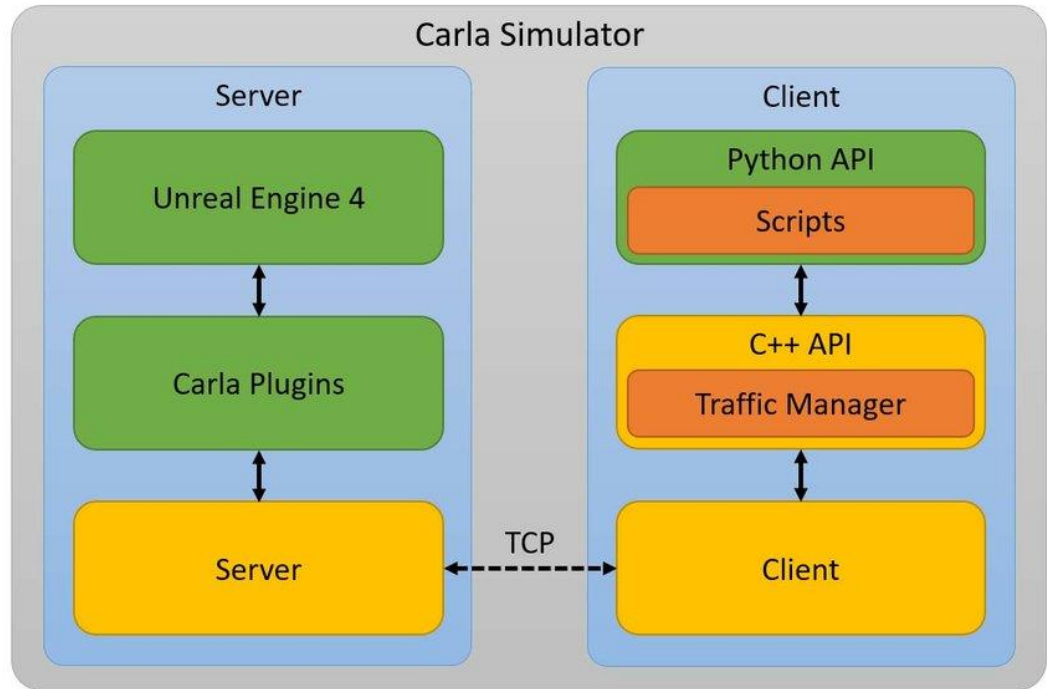 Carla Simulator
Server
Unreal Engine 4
Carla Plugins
Server
TCP
Client
Python API
Scripts
C++ API
Traffic Manager
Client